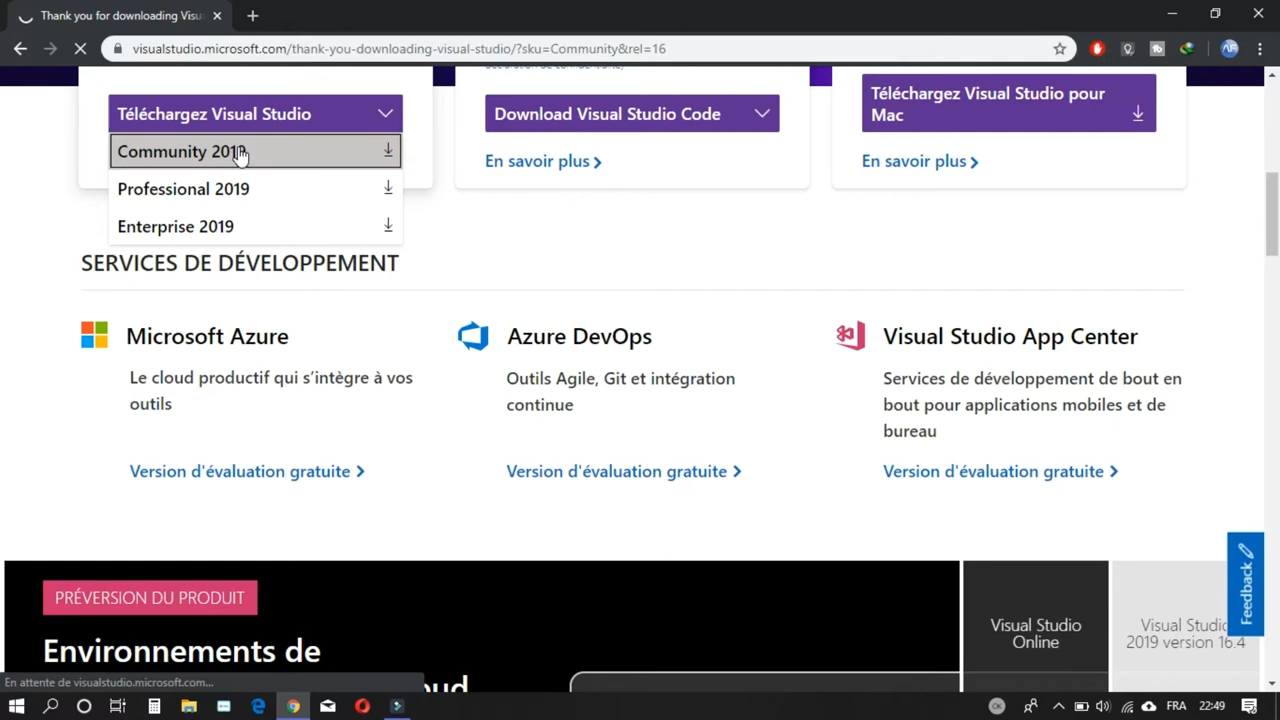 Thank you for downloading Visu
visualstudio.microsoft.com/thank-you-downloading-visual-studio/?sku=Community&rel=16
Téléchargez Visual Studio
Community 2019
Professional 2019
Enterprise 2019
Download Visual Studio Code
En savoir plus
Téléchargez Visual Studio pour
Mac
En savoir plus
SERVICES DE DÉVELOPPEMENT
Microsoft Azure
Le cloud productif qui s'intègre à vos
outils
Version d'évaluation gratuite
Azure DevOps
Outils Agile, Git et intégration
continue
Version d'évaluation gratuite
Visual Studio App Center
Services de développement de bout en
bout pour applications mobiles et de
bureau
Version d'évaluation gratuite
Feedback
PRÉVERSION DU PRODUIT
Environnements de
Visual Studio
Online
Visual Studio
2019 version 16.4
En attente de visualstudio.microsoft.com...
FRA
22:49